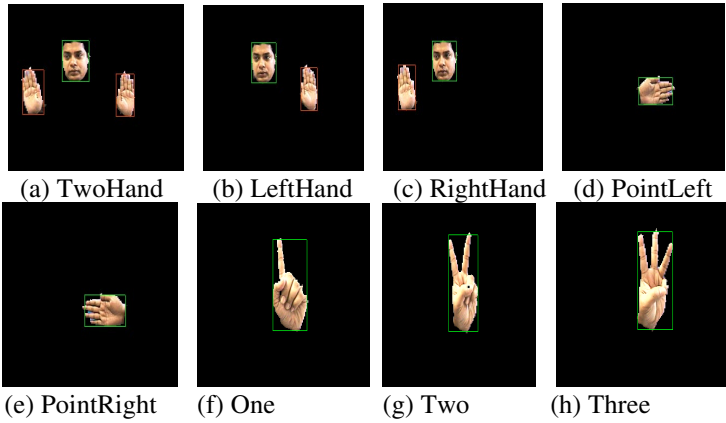 (a) TwoHand (b) LeftHand (c) RightHand (d) PointLeft
(e) PointRight (f) One (g) Two (h) Three